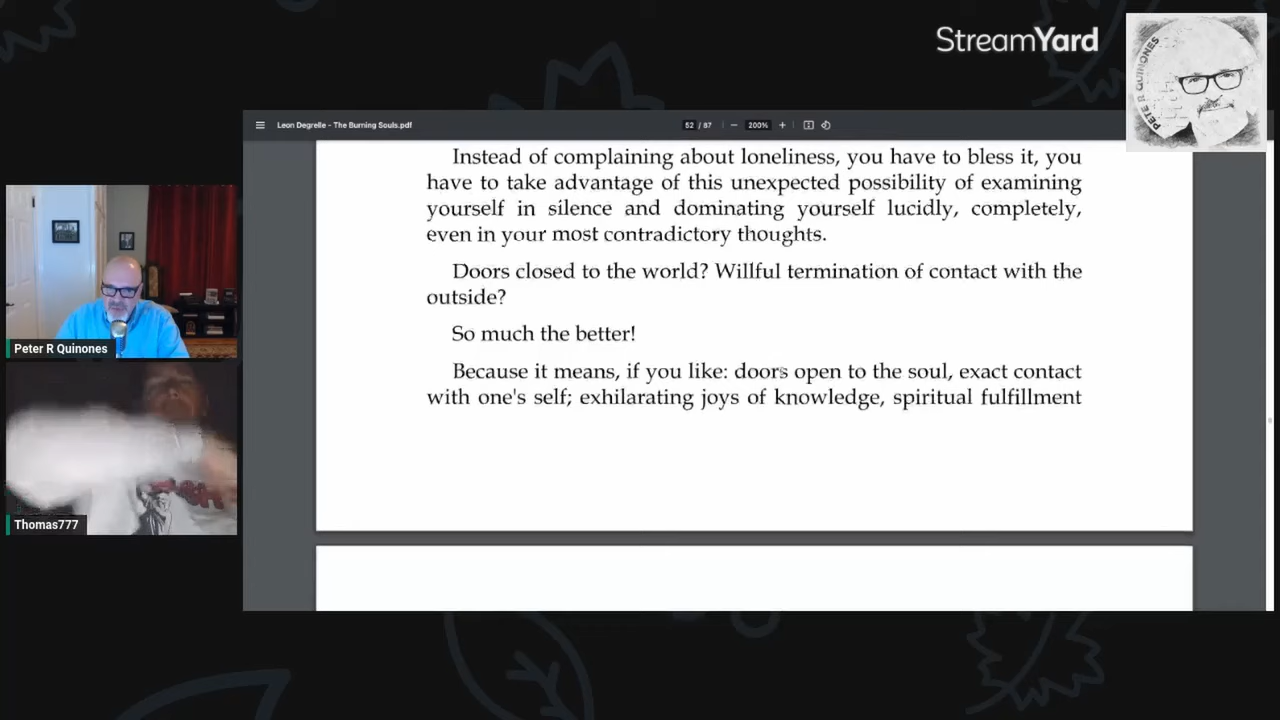 StreamYard
PETE R QUINONES
Leon Degrelle - The Burning Souls.pdf
52 / 87
200%
Instead of complaining about loneliness, you have to bless it, you
have to take advantage of this unexpected possibility of examining
yourself in silence and dominating yourself lucidly, completely,
even in your most contradictory thoughts.
Doors closed to the world? Willful termination of contact with the
outside?
So much the better!
Because it means, if you like: doors open to the soul, exact contact
with one's self; exhilarating joys of knowledge, spiritual fulfillment
Peter R Quinones
Thomas777